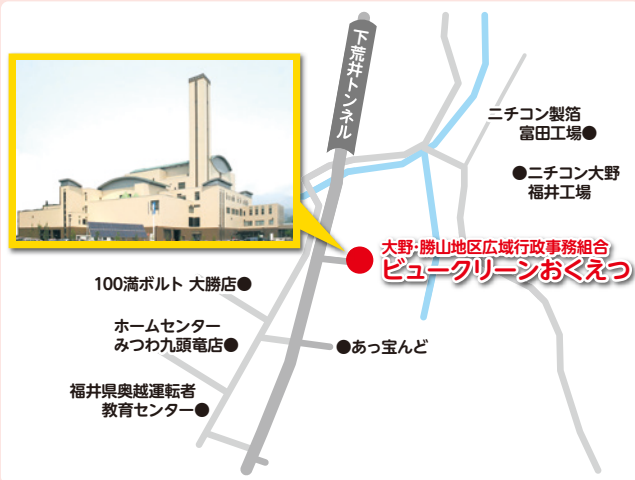 下荒井トンネル
ニチコン製箔
富田工場●
●ニチコン大野
福井工場
大野・勝山地区広域行政事務組合
ビュークリーンおくえつ
100満ボルト 大勝店●
ホームセンター
みつわ九頭竜店●
●あっ宝んど
福井県奥越運転者
教育センター●